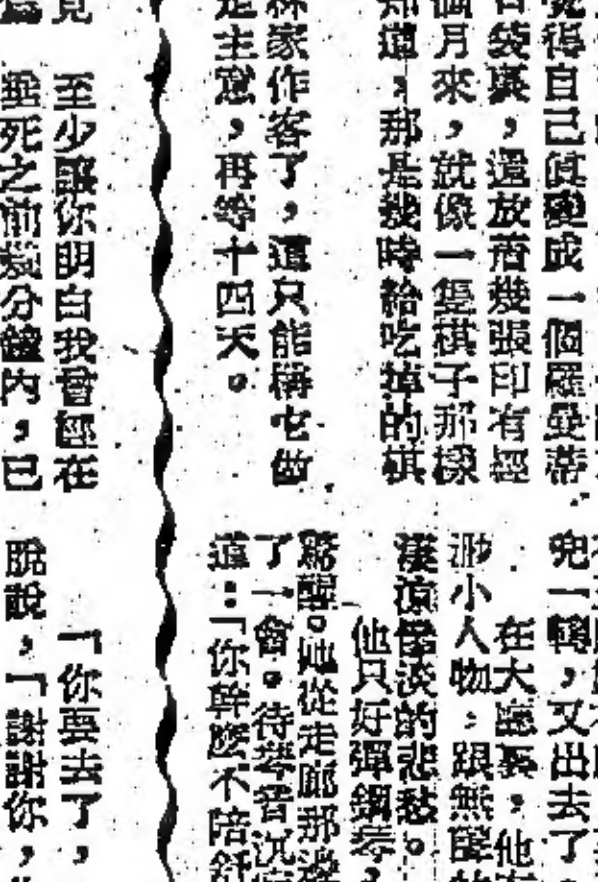 覺得自己真變成一個羅曼蒂
口袋裏，還放着幾張印有經
個月來，就像一隻棋子那樣
知道，那是幾時給吃掉的棋
家作客了，這只能稱它做
是主意，再等十四天。
兜一轉，又出去了。
在大廳裏，他
渺小人物，跟無
淒涼黯淡的悲愁。
他只好彈鋼琴，
驚醒。她從走廊那邊
了一會。待琴音沉
道：「你幹麼不陪舒
見
至少讓你明白我曾經在
死之前幾分鐘內，已
「你要去了，
脫說，「謝謝你，